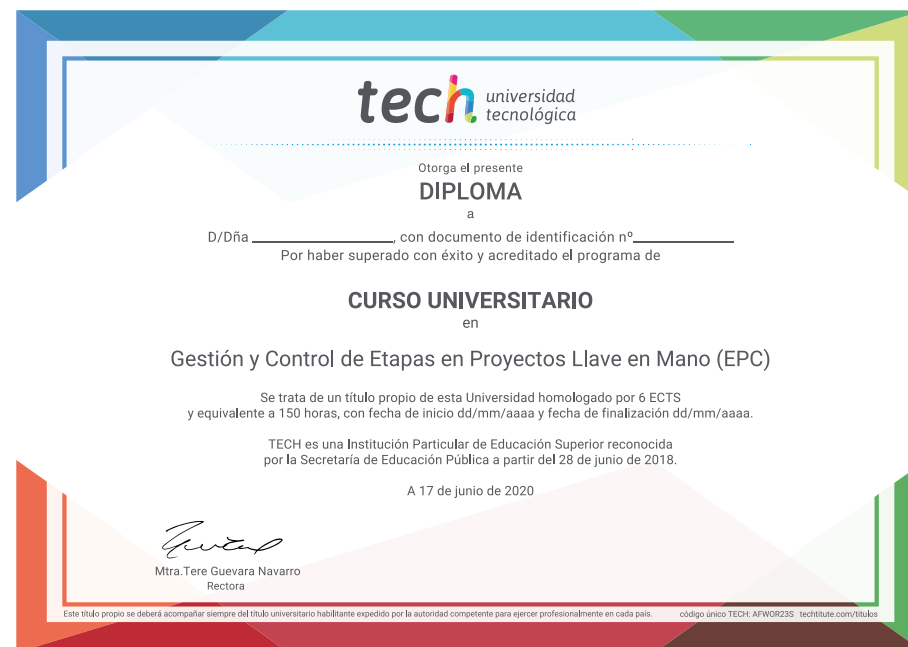 tech universidad
tecnológica
Otorga el presente
DIPLOMA
a
D/Dña ____________________, con documento de identificación nº______________
Por haber superado con éxito y acreditado el programa de
CURSO UNIVERSITARIO
en
Gestión y Control de Etapas en Proyectos Llave en Mano (EPC)
Se trata de un título propio de esta Universidad homologado por 6 ECTS
y equivalente a 150 horas, con fecha de inicio dd/mm/aaaa y fecha de finalización dd/mm/aaaa.
TECH es una Institución Particular de Educación Superior reconocida
por la Secretaría de Educación Pública a partir del 28 de junio de 2018.
A 17 de junio de 2020
Mtra.Tere Guevara Navarro
Rectora
Este título propio se deberá acompañar siempre del título universitario habilitante expedido por la autoridad competente para ejercer profesionalmente en cada país. código único TECH: AFWOR23S techtitute.com/titulos